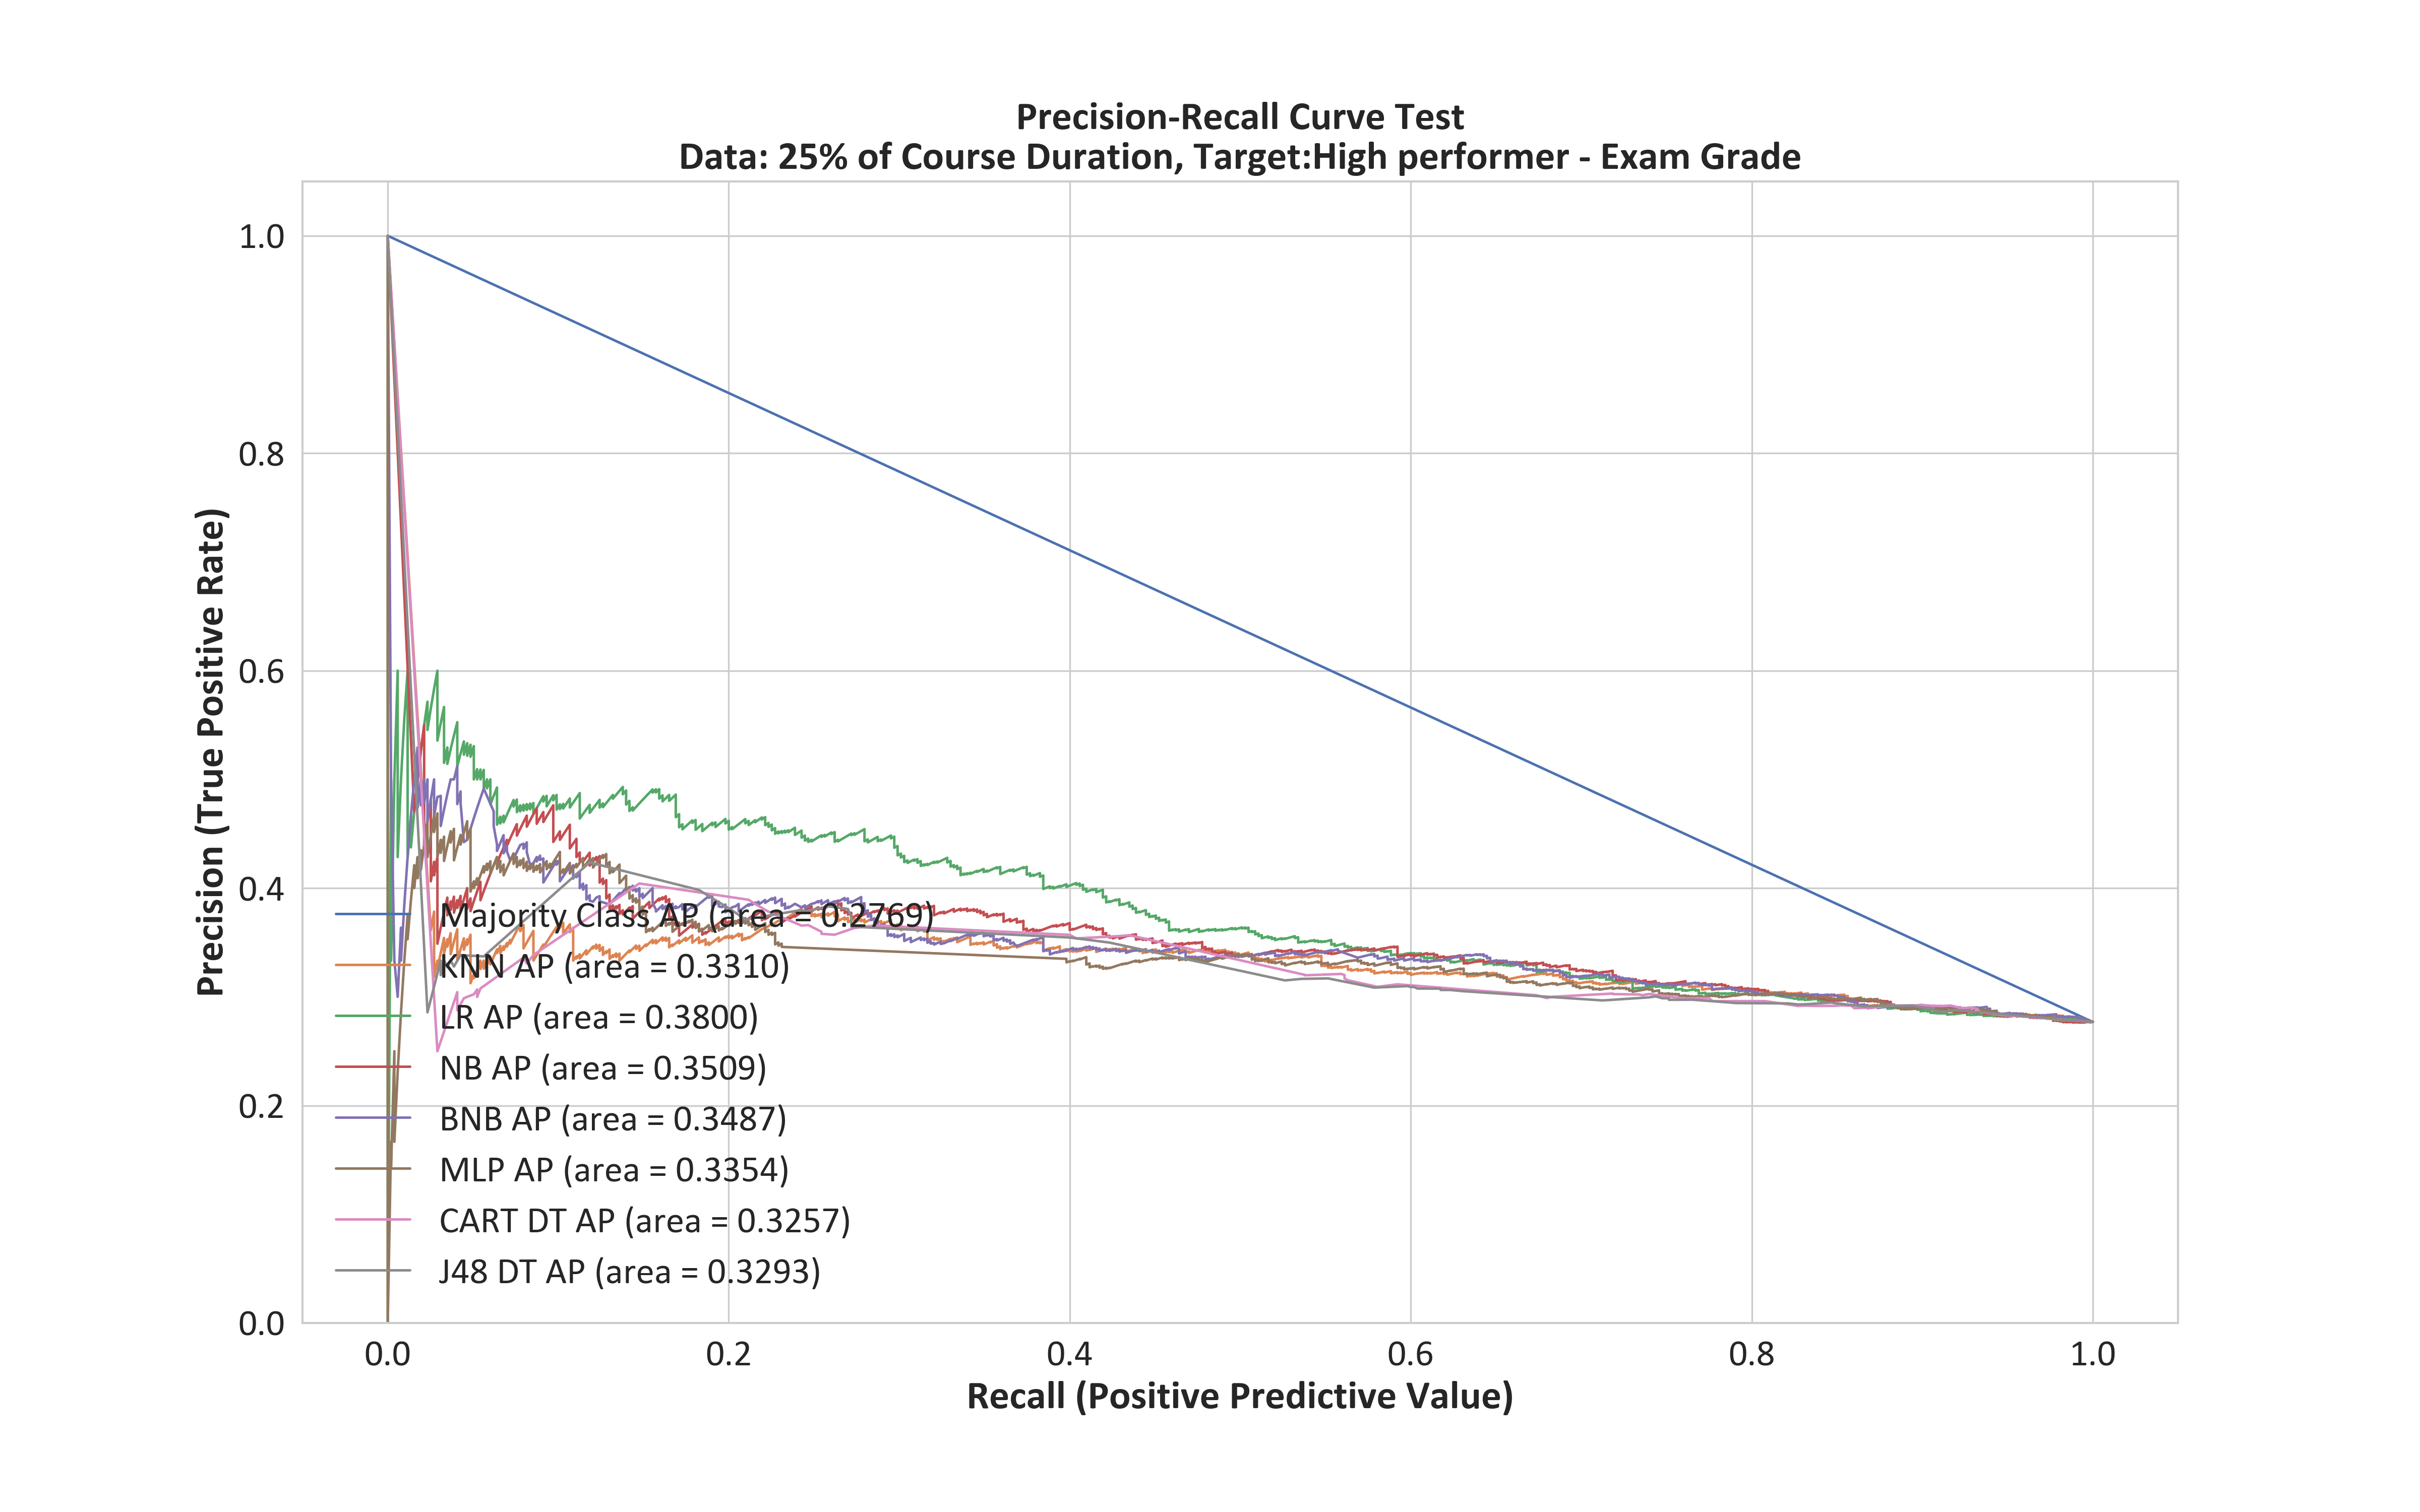 Precision-Recall Curve Test
Data: 25% of Course Duration, Target:High performer - Exam Grade
Precision (True Positive Rate)
1.0
0.8
0.6
0.4
0.2
0.0
Majority Class AP (area = 0.2769)
KNN AP (area = 0.3310)
LR AP (area = 0.3800)
NB AP (area = 0.3509)
BNB AP (area = 0.3487)
MLP AP (area = 0.3354)
CART DT AP (area = 0.3257)
J48 DT AP (area = 0.3293)
0.0 0.2 0.4 0.6 0.8 1.0
Recall (Positive Predictive Value)